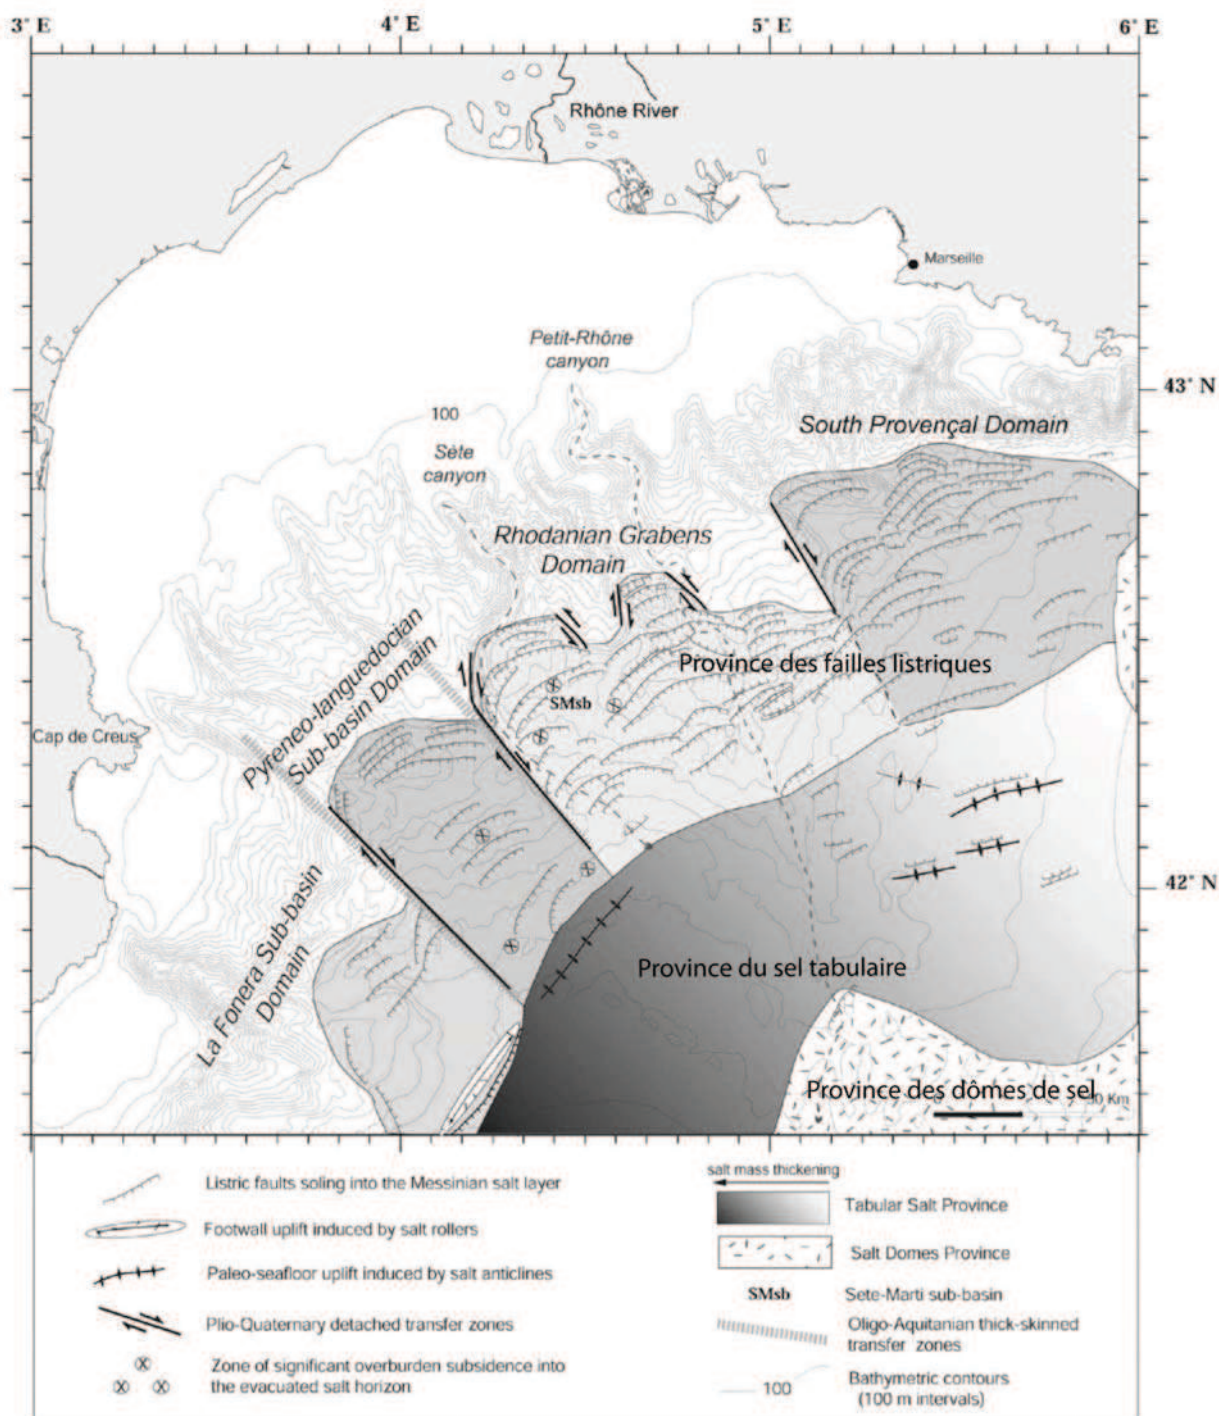 3° E
4° E
5° E
6° E
Rhône River
Marseille
Petit-Rhône
canyon
43° N
100
South Provençal Domain
Sète
canyon
Rhodanian Grabens
Domain
Pyreneo-languedocian
Sub-basin Domain
Province des failles listriques
SMsb
Cap de Creus
42° N
La Fonera Sub-basin
Domain
Province du sel tabulaire
Province des dômes de sel
Km
Listric faults soling into the Messinian salt layer
Footwall uplift induced by salt rollers
Paleo-seafloor uplift induced by salt anticlines
Plio-Quaternary detached transfer zones
Zone of significant overburden subsidence into
the evacuated salt horizon
salt mass thickening
Tabular Salt Province
Salt Domes Province
SMsb
Sete-Marti sub-basin
Oligo-Aquitanian thick-skinned
transfer zones
100
Bathymetric contours
(100 m intervals)